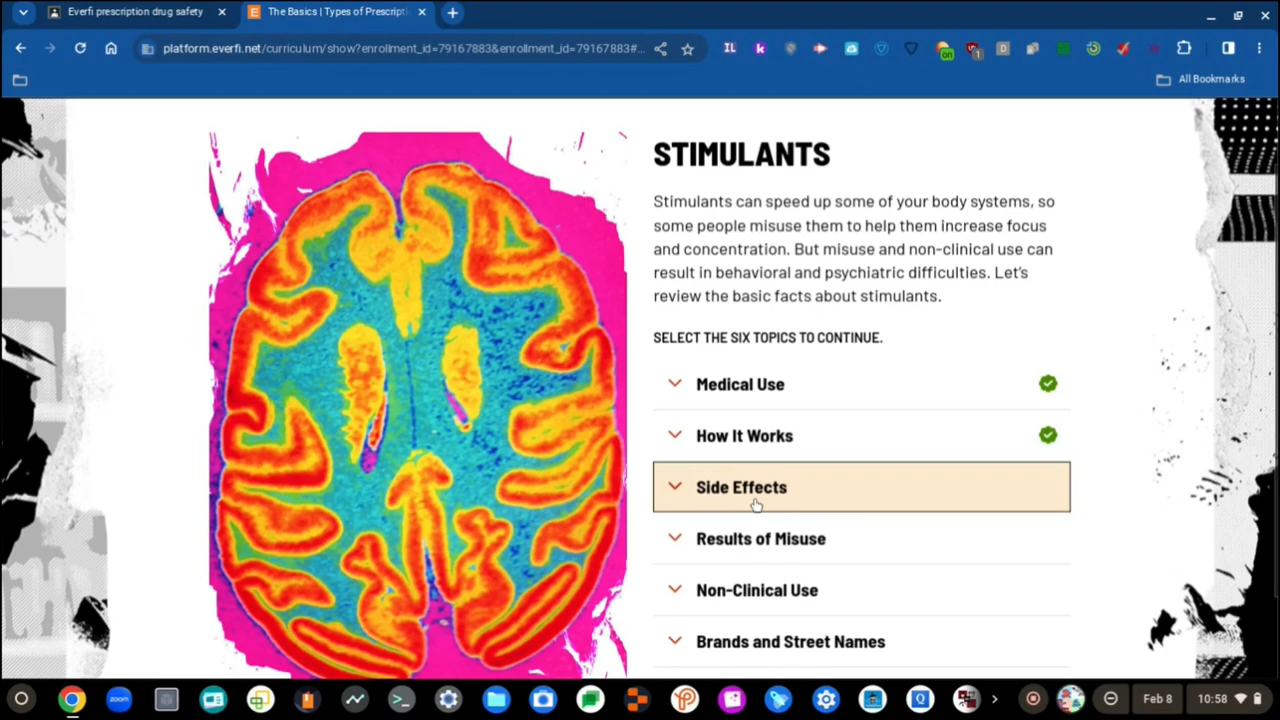 Everfi prescription drug safety
The Basics | Types of Prescripti
platform.everfi.net/curriculum/show?enrollment_id=79167883&enrollment_id=79167883#...
IL
k
on
1
D
All Bookmarks
STIMULANTS
Stimulants can speed up some of your body systems, so
some people misuse them to help them increase focus
and concentration. But misuse and non-clinical use can
result in behavioral and psychiatric difficulties. Let's
review the basic facts about stimulants.
SELECT THE SIX TOPICS TO CONTINUE.
Medical Use
How It Works
Side Effects
Results of Misuse
Non-Clinical Use
Brands and Street Names
zoom
Q
Feb 8
10:58